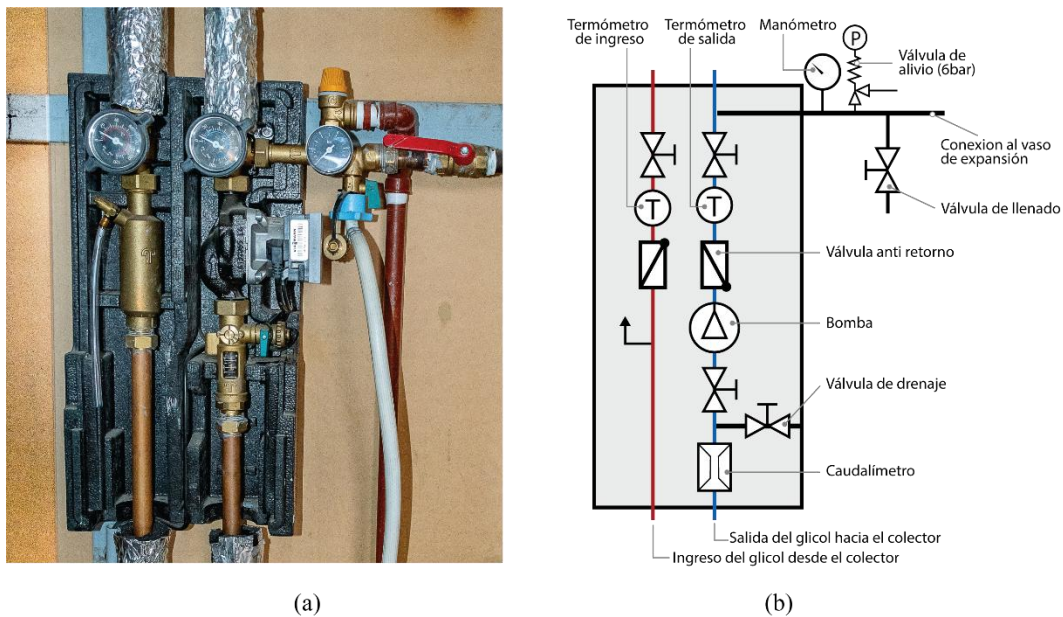 Termómetro
de ingreso
Termómetro
de salida
Manómetro
P
Válvula de
alivio (6bar)
Conexion al vaso
de expansión
T
T
Válvula de llenado
Válvula anti retorno
Bomba
Válvula de drenaje
Caudalímetro
Salida del glicol hacia el colector
Ingreso del glicol desde el colector
(a)
(b)